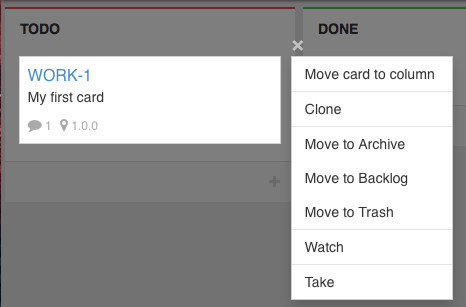 TODO
DONE
WORK-1
My first card
1 1.0.0
Move card to column
Clone
Move to Archive
Move to Backlog
Move to Trash
Watch
Take